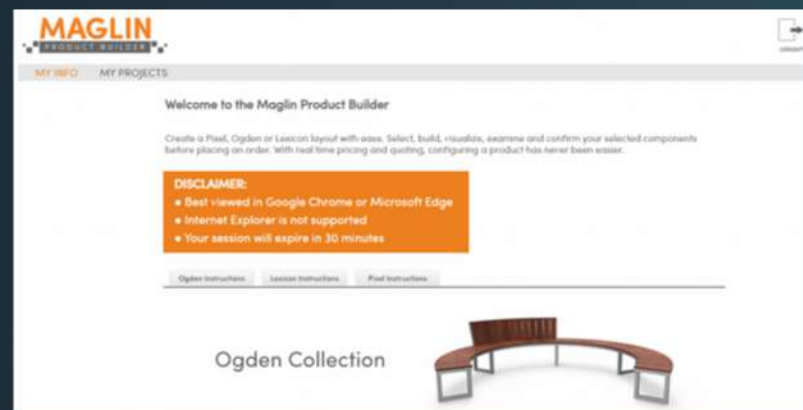 MAGLIN
PRODUCT BUILDER
LOGOUT
MY INFO MY PROJECTS
Welcome to the Maglin Product Builder
Create a Pixel, Ogden or Lexicon layout with ease. Select, build, visualize, examine and confirm your selected components
before placing an order. With real time pricing and quoting, configuring a product has never been easier.
DISCLAIMER:
• Best viewed in Google Chrome or Microsoft Edge
• Internet Explorer is not supported
• Your session will expire in 30 minutes
Ogden Instructions Lexicon Instructions Pixel Instructions
Ogden Collection